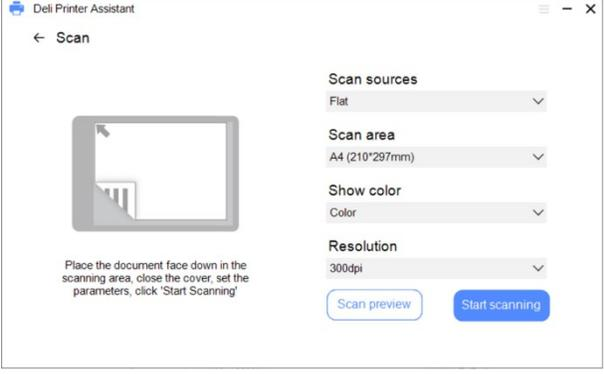 Deli Printer Assistant
Scan
Scan sources
Flat
Scan area
A4 (210*297mm)
Show color
Color
Resolution
300dpi
Place the document face down in the
scanning area, close the cover, set the
parameters, click 'Start Scanning'
Scan preview
Start scanning